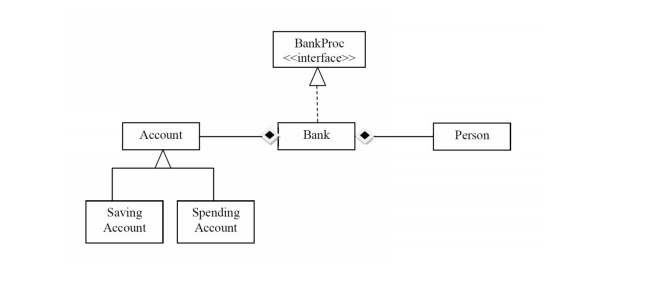 BankProc
<<interface>>
Account
Bank
Person
Saving
Account
Spending
Account